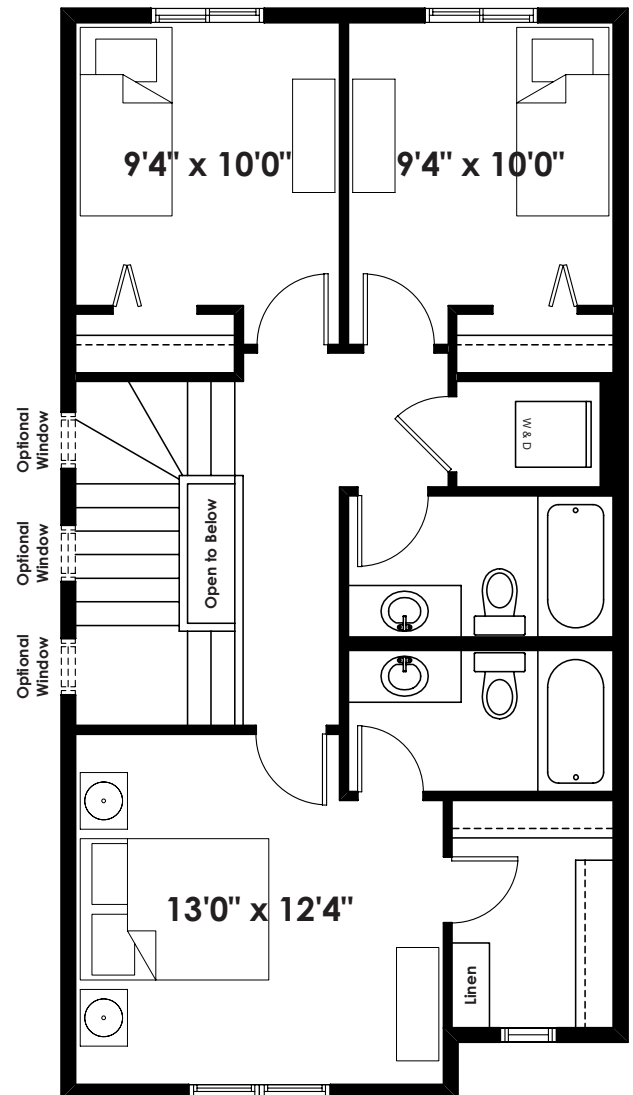 9'4" x 10'0"
9'4" x 10'0"
W & D
Optional
Window
Optional
Window
Optional
Window
Open to Below
13'0" x 12'4"
Linen